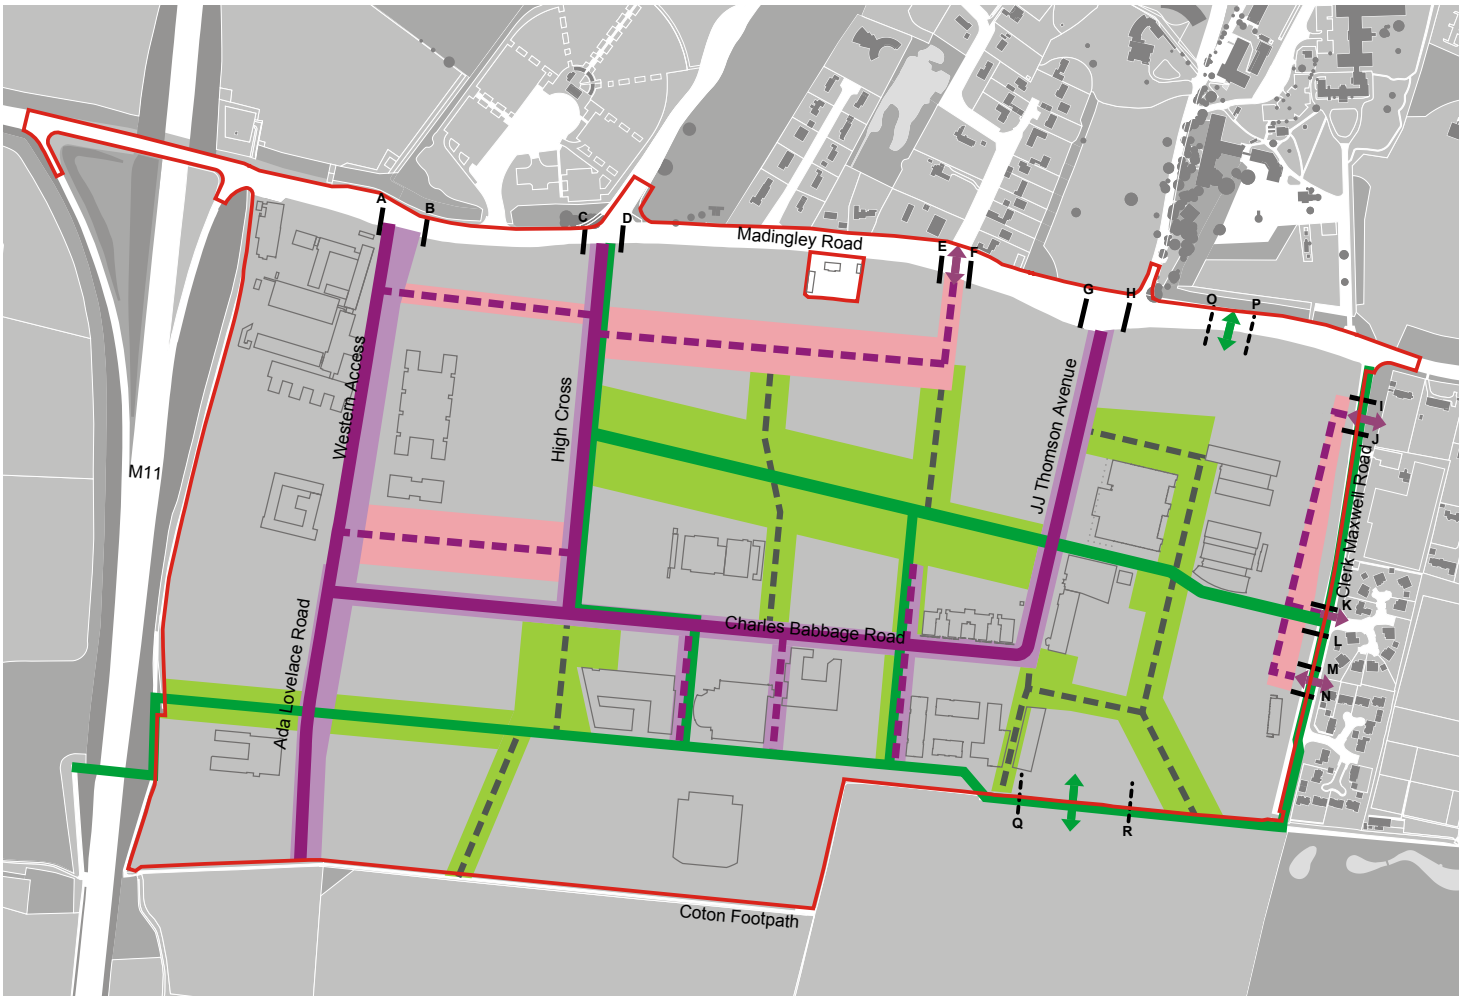 A
B
C
D
Madingley Road
E
F
G
H
O
P
Western Access
High Cross
JJ Thomson Avenue
I
J
Clerk Maxwell Road
M11
K
L
M
N
Ada Lovelace Road
Charles Babbage Road
Q
R
Coton Footpath